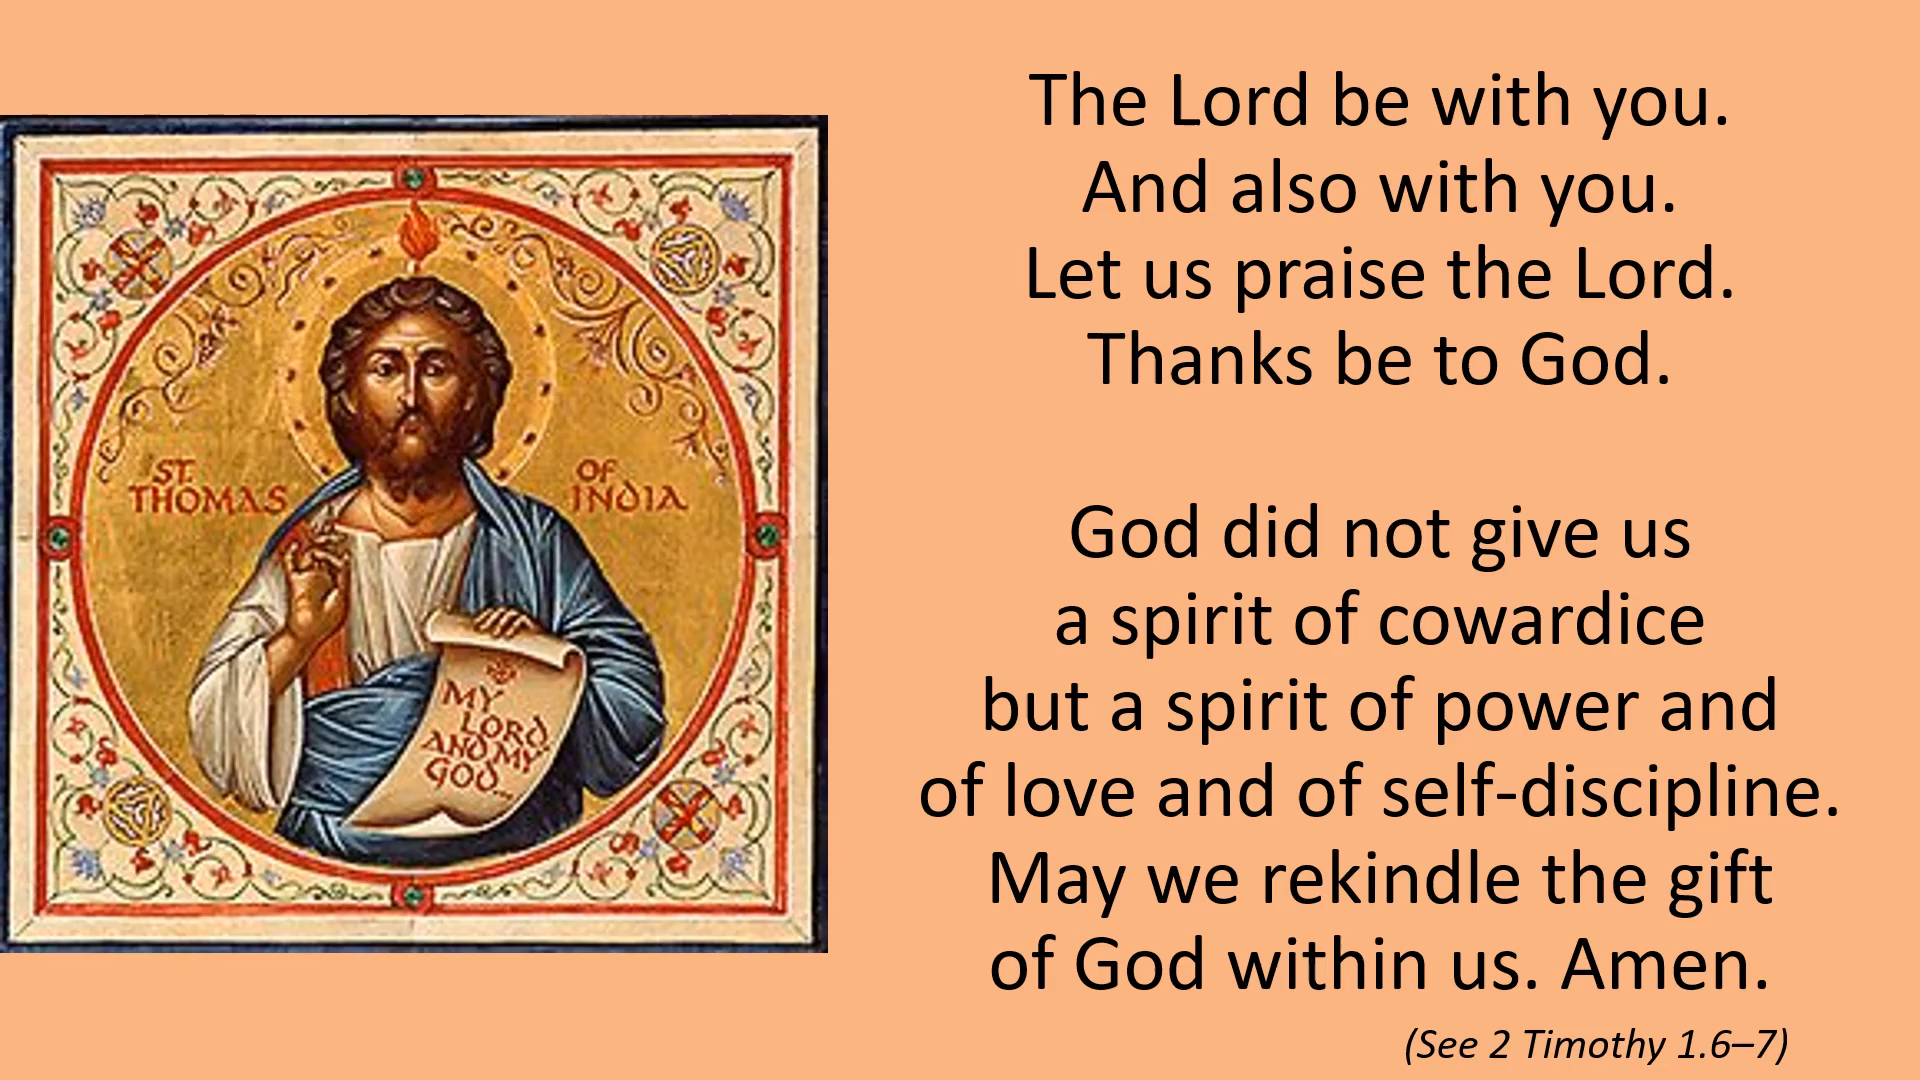 ST.
THOMAS
OF
INDIA
MY
LORD
AND MY
GOD...
The Lord be with you.
And also with you.
Let us praise the Lord.
Thanks be to God.
God did not give us
a spirit of cowardice
but a spirit of power and
of love and of self-discipline.
May we rekindle the gift
of God within us. Amen.
(See 2 Timothy 1.6–7)